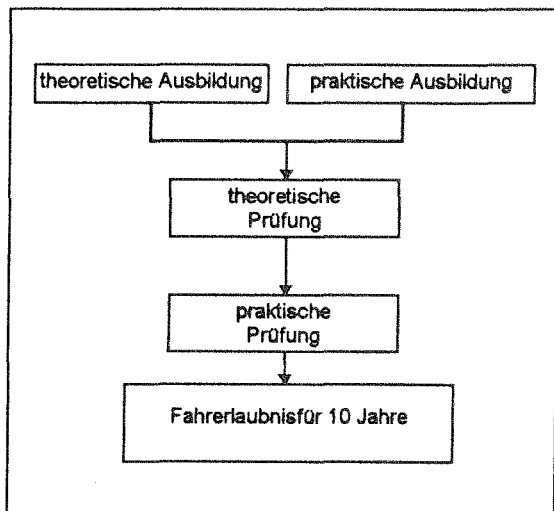 theoretische Ausbildung
praktische Ausbildung
theoretische
Prüfung
praktische
Prüfung
Fahrerlaubnisfür 10 Jahre